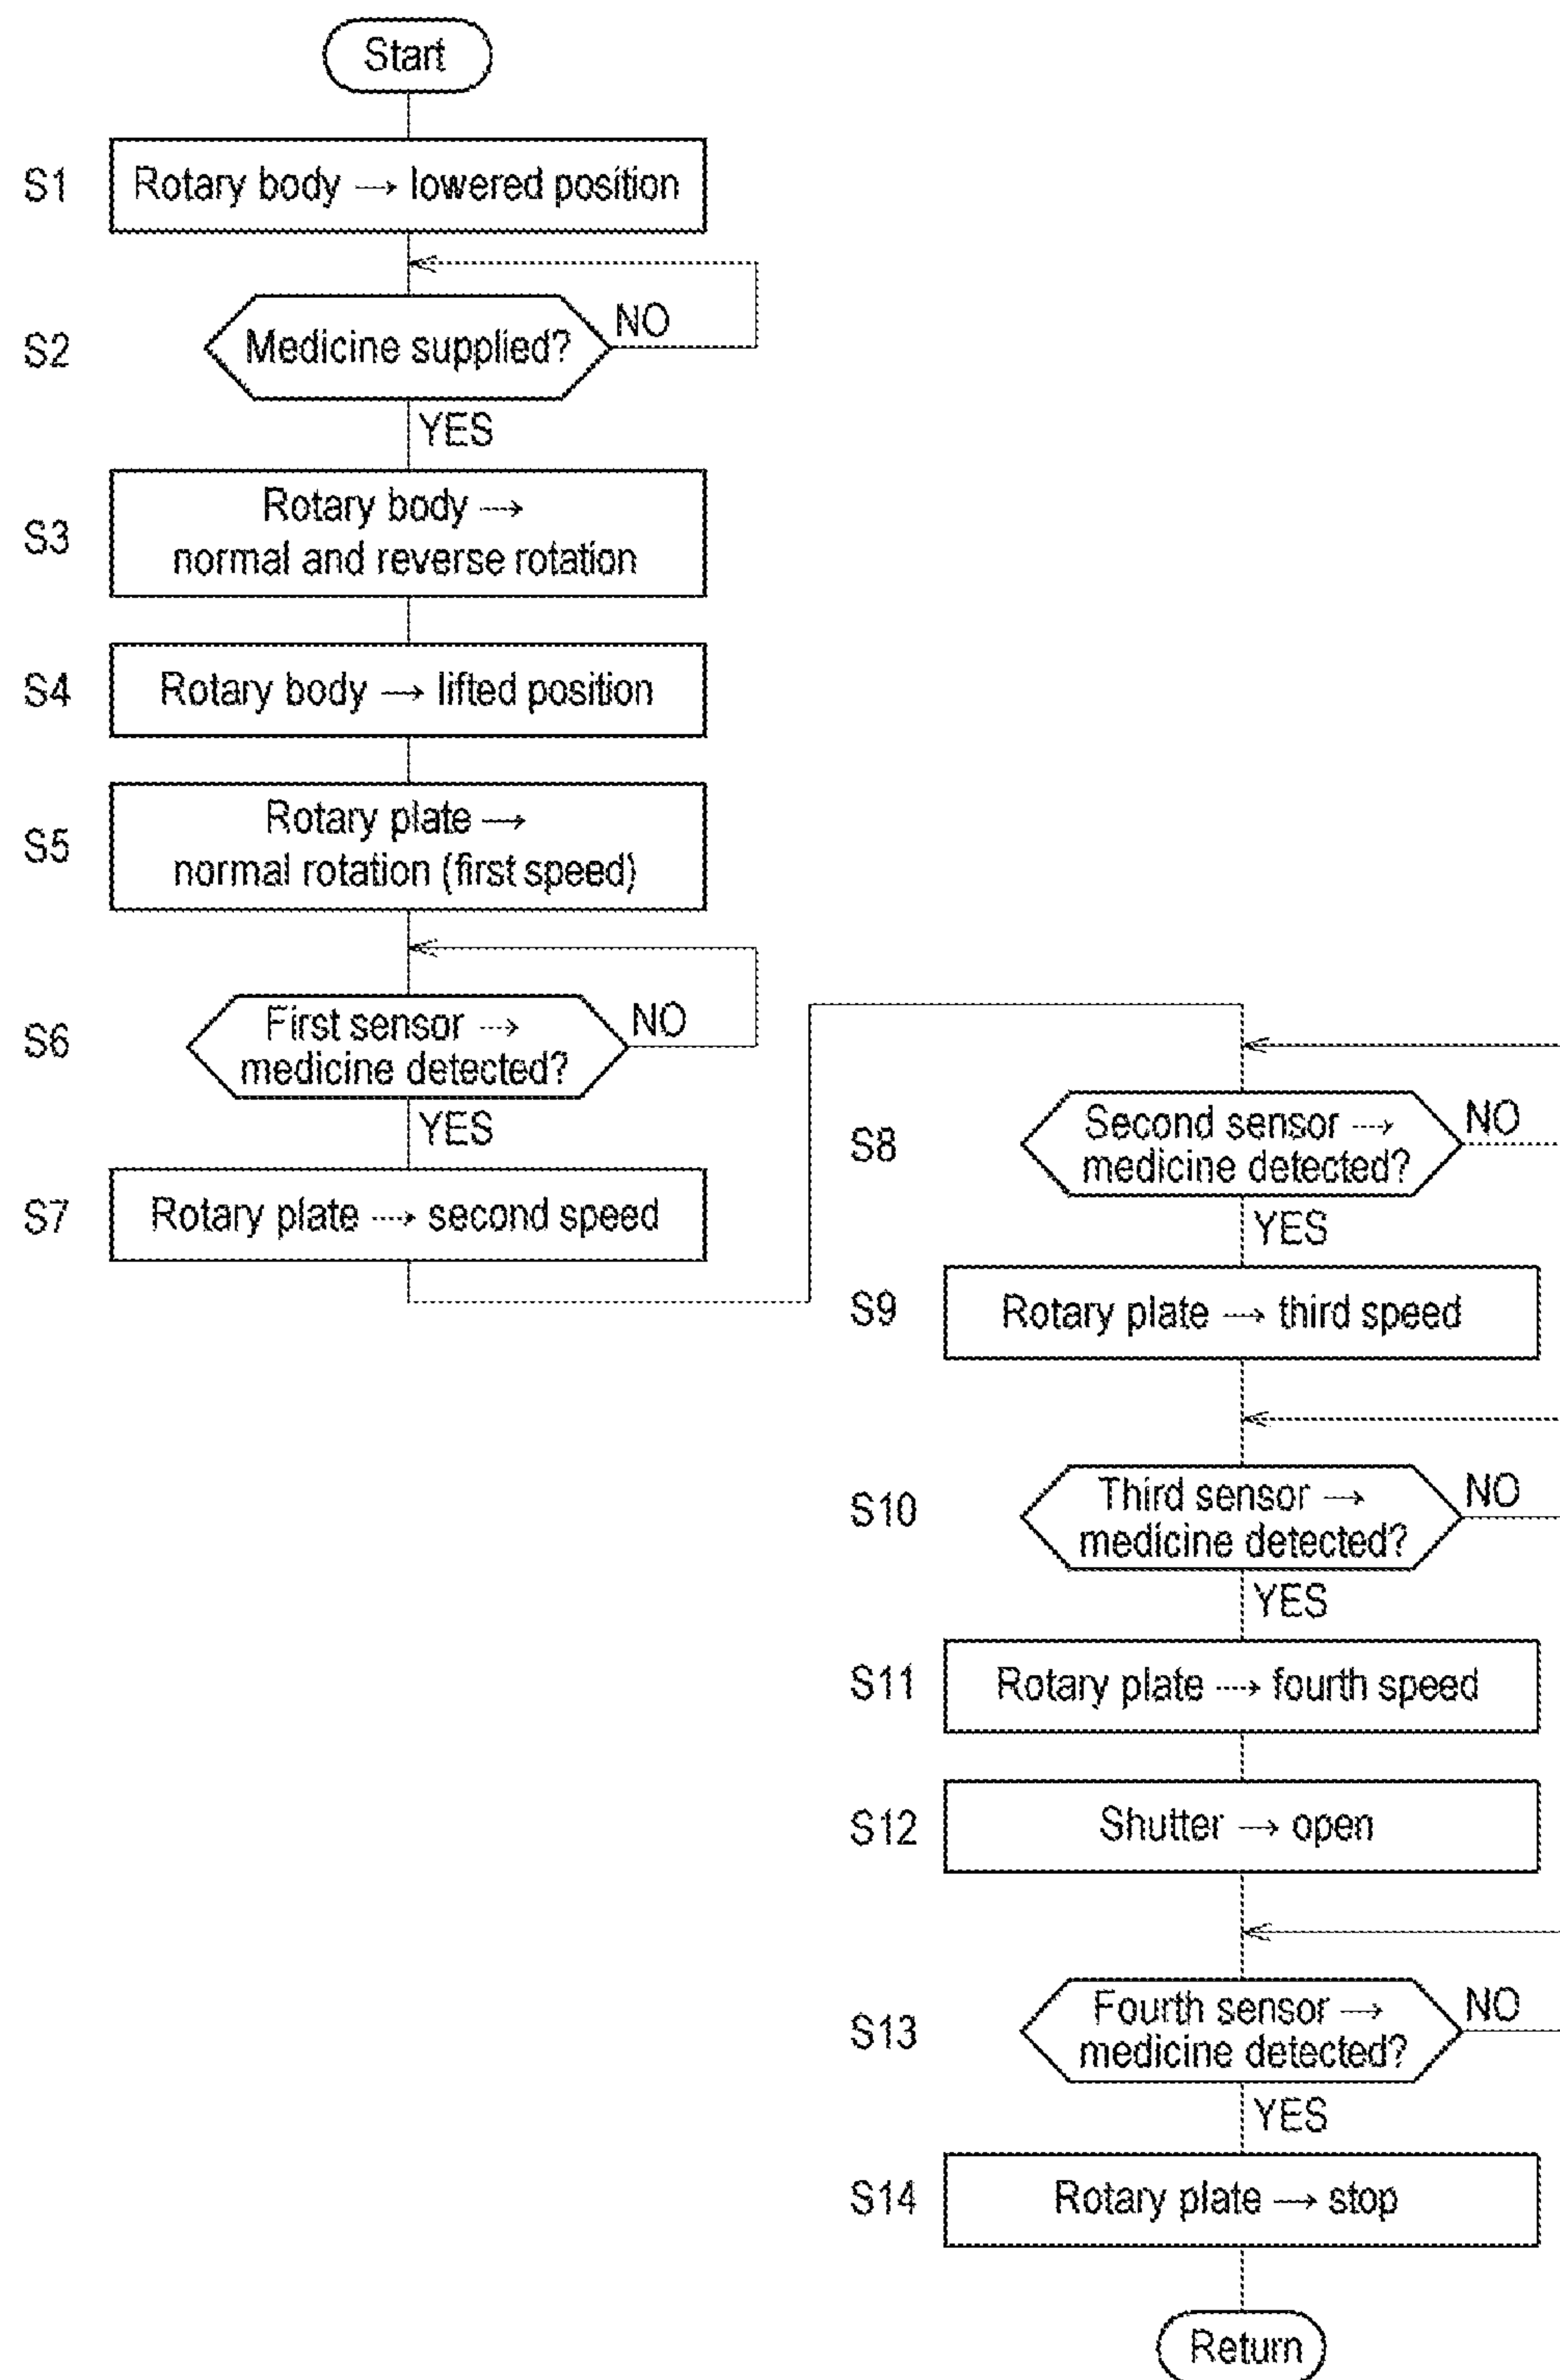 Start
S1
Rotary body → lowered position
S2
Medicine supplied?
NO
YES
S3
Rotary body →
normal and reverse rotation
S4
Rotary body → lifted position
S5
Rotary plate →
normal rotation (first speed)
S6
First sensor →
medicine detected?
NO
YES
S7
Rotary plate → second speed
S8
Second sensor →
medicine detected?
NO
YES
S9
Rotary plate → third speed
S10
Third sensor →
medicine detected?
NO
YES
S11
Rotary plate → fourth speed
S12
Shutter → open
S13
Fourth sensor →
medicine detected?
NO
YES
S14
Rotary plate → stop
Return